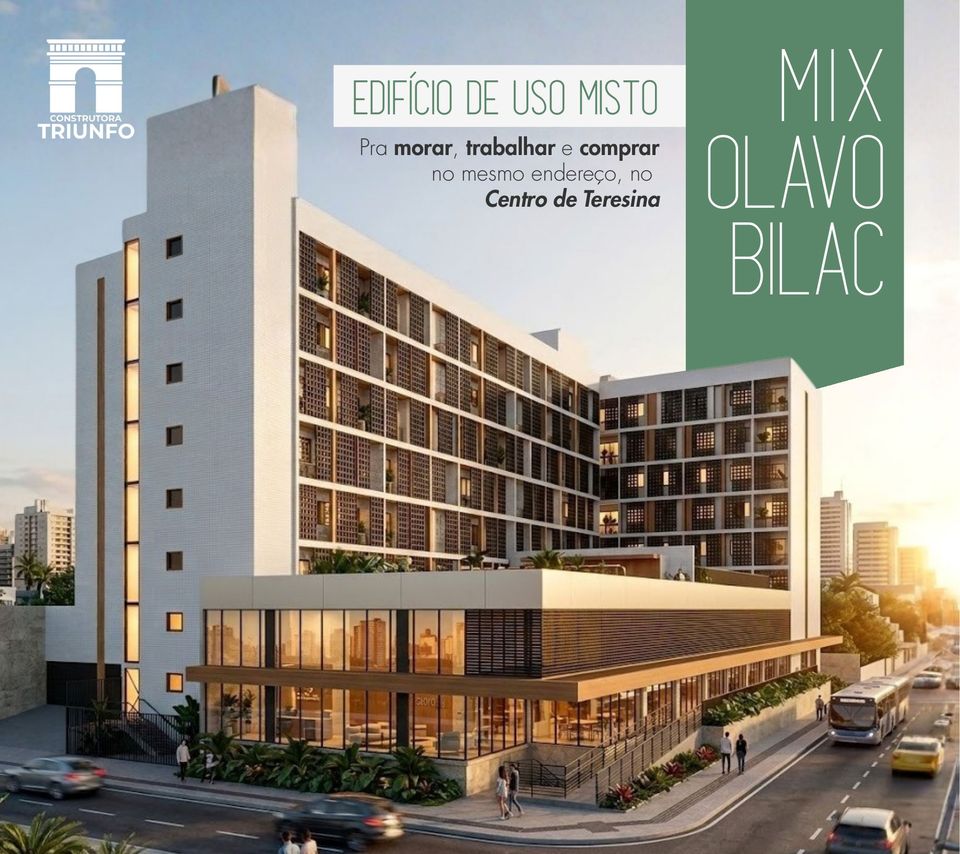 CONSTRUTORA
TRIUNFO
EDIFÍCIO DE USO MISTO
Pra morar, trabalhar e comprar
no mesmo endereço, no
Centro de Teresina
MIX
OLAVO
BILAC